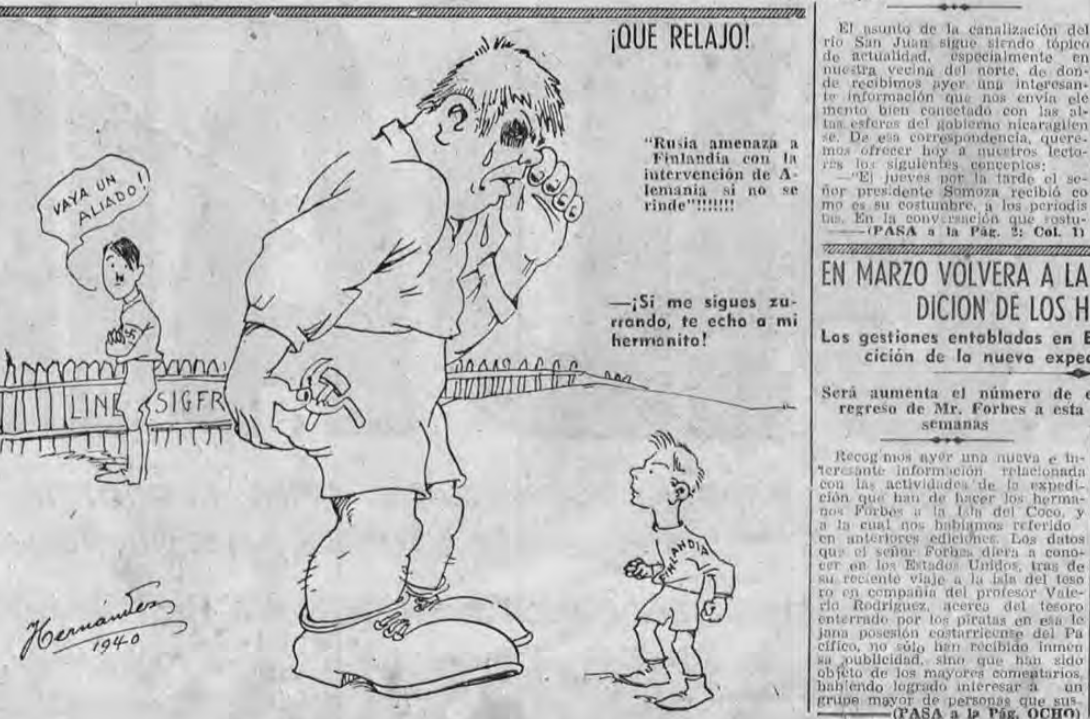 ¡QUE RELAJO!
"Rusia amenaza a
Finlandia con la
intervención de A-
lemania si no se
rinde"!!!!!!!
—¡Si me sigues zu-
rrando, te echo a mi
hermanito!
VAYA UN
ALIADO!!
LINE
SIGFR
FINLANDIA
Hernández
1940
El asunto de la canalización del
río San Juan sigue siendo tópico
de actualidad, especialmente en
nuestra vecina del norte, de don-
de recibimos ayer una interesan-
te información que nos envía ele
mento bien conectado con las al-
tas esferas del gobierno nicaragüen
se. De esa correspondencia, quere-
mos ofrecer hoy a nuestros lecto-
res los siguientes conceptos:
—"El jueves por la tarde el se-
ñor presidente Somoza recibió co
mo es su costumbre, a los periodis
tas. En la conversación que sostu-
—(PASA a la Pág. 2; Col. 1)
EN MARZO VOLVERA A LA
DICION DE LOS H
Las gestiones entabladas en E
cición de la nueva expec
Será aumenta el número de e
regreso de Mr. Forbes a esta
semanas
Recogimos ayer una nueva e in-
teresante información relacionada
con las actividades de la expedi-
ción que han de hacer los herma-
nos Forbes a la Isla del Coco, y
a la cual nos habíamos referido
en anteriores ediciones. Los datos
que el señor Forbes diera a cono-
cer en los Estados Unidos, tras de
su reciente viaje a la isla del teso
ro en compañía del profesor Vale-
rio Rodríguez, acerca del tesoro
enterrado por los piratas en esa le
jana posesión costarricense del Pa
cífico, no sólo han recibido inmen
sa publicidad, sino que han sido
objeto de los mayores comentarios,
habiendo logrado interesar a un
grupo mayor de personas que sus
—(PASA a la Pág. OCHO)